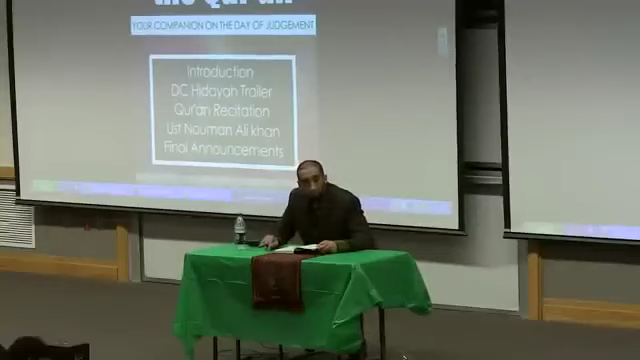 the Qur'an
YOUR COMPANION ON THE DAY OF JUDGEMENT
Introduction
DC Hidayah Trailer
Qur'an Recitation
Ust Nouman Ali Khan
Final Announcements